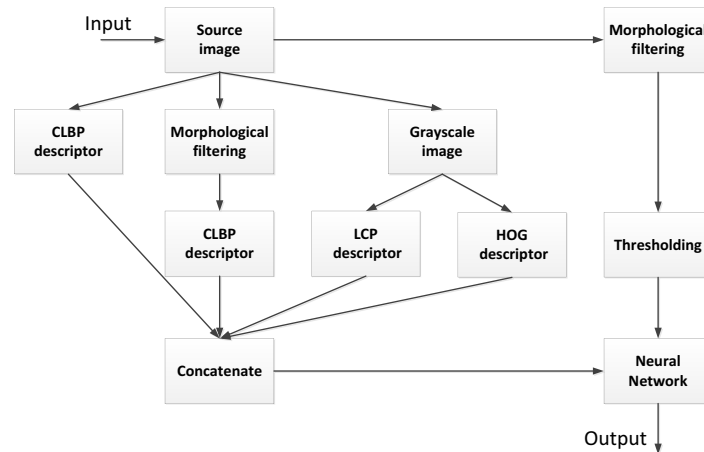 Input
Source
image
Morphological
filtering
CLBP
descriptor
Morphological
filtering
Grayscale
image
CLBP
descriptor
LCP
descriptor
HOG
descriptor
Thresholding
Concatenate
Neural
Network
Output